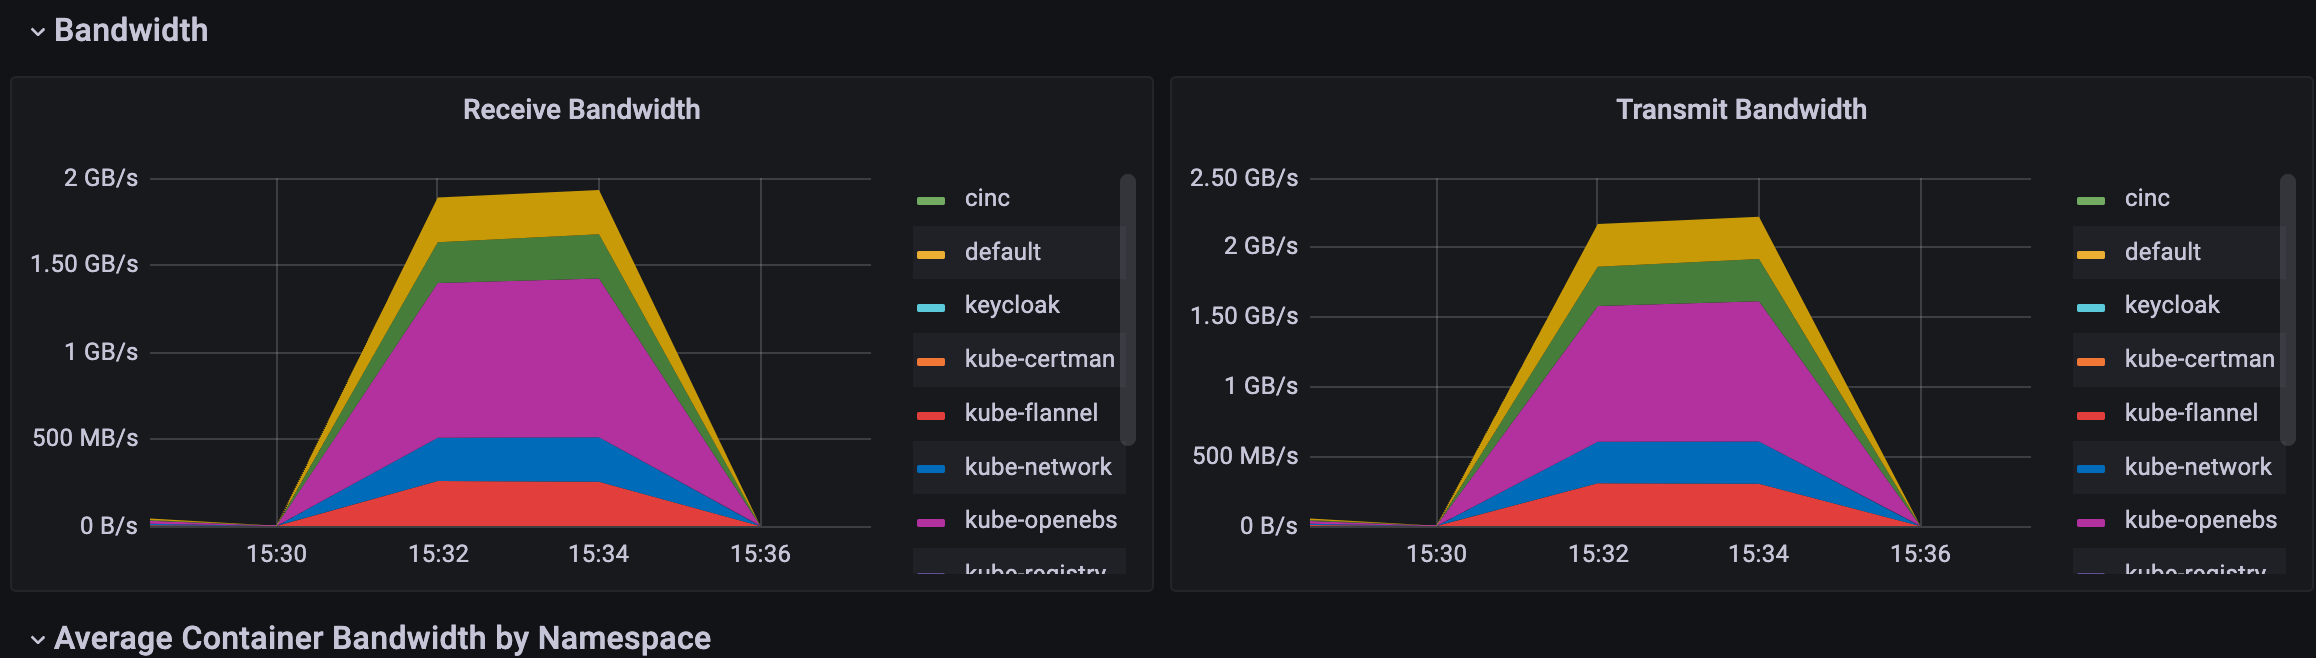 Bandwidth
Receive Bandwidth
2 GB/s
1.50 GB/s
1 GB/s
500 MB/s
0 B/s
15:30
15:32
15:34
15:36
cinc
default
keycloak
kube-certman
kube-flannel
kube-network
kube-openebs
kube-registry
Transmit Bandwidth
2.50 GB/s
2 GB/s
1.50 GB/s
1 GB/s
500 MB/s
0 B/s
15:30
15:32
15:34
15:36
cinc
default
keycloak
kube-certman
kube-flannel
kube-network
kube-openebs
kube-registry
Average Container Bandwidth by Namespace